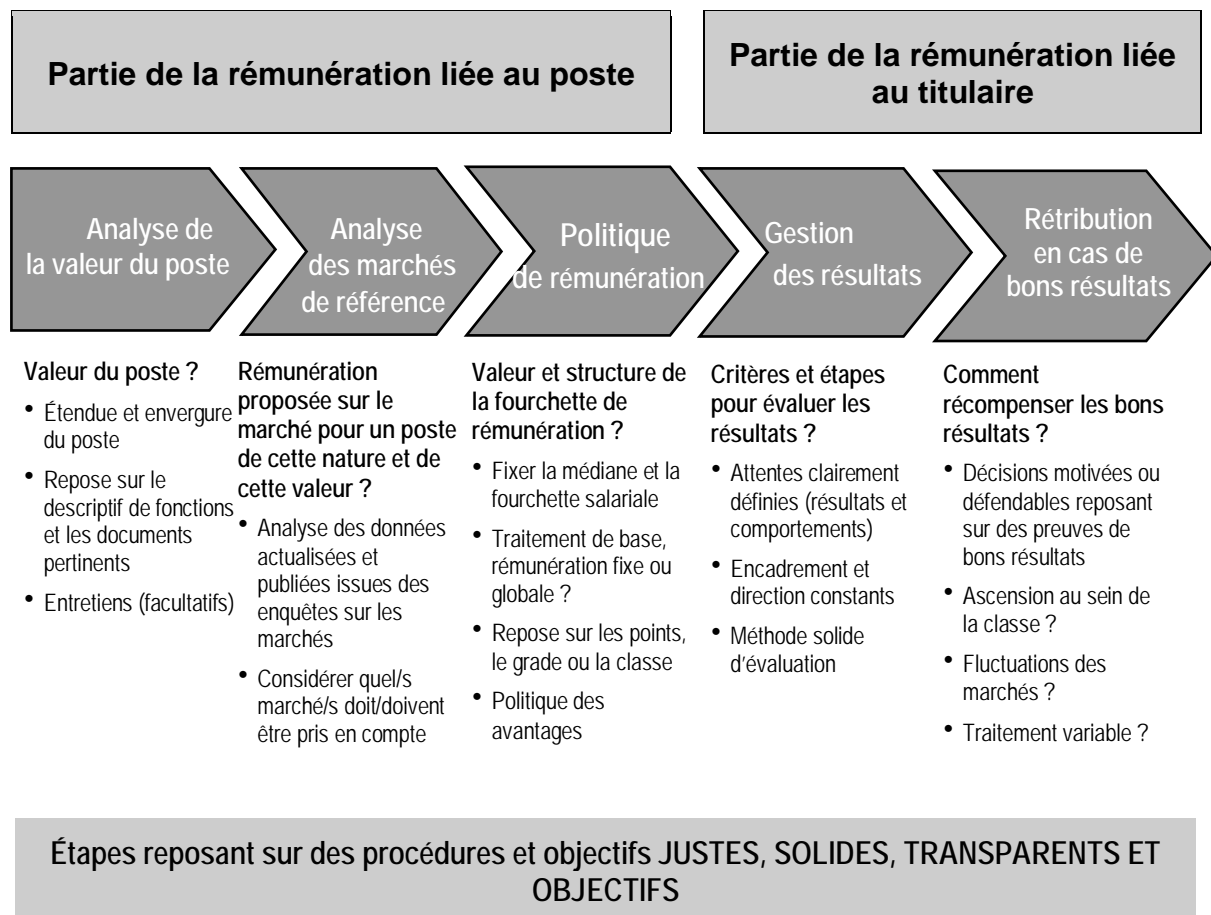 Partie de la rémunération liée au poste
Partie de la rémunération liée
au titulaire
Analyse de
la valeur du poste
Analyse
des marchés
de référence
Politique
de rémunération
Gestion
des résultats
Rétribution
en cas de
bons résultats
Valeur du poste ?
• Étendue et envergure
du poste
• Repose sur le
descriptif de fonctions
et les documents
pertinents
• Entretiens (facultatifs)
Rémunération
proposée sur le
marché pour un poste
de cette nature et de
cette valeur ?
• Analyse des données
actualisées et
publiées issues des
enquêtes sur les
marchés
• Considérer quel/s
marché/s doit/doivent
être pris en compte
Valeur et structure de
la fourchette de
rémunération ?
• Fixer la médiane et la
fourchette salariale
• Traitement de base,
rémunération fixe ou
globale ?
• Repose sur les points,
le grade ou la classe
• Politique des
avantages
Critères et étapes
pour évaluer les
résultats ?
• Attentes clairement
définies (résultats et
comportements)
• Encadrement et
direction constants
• Méthode solide
d'évaluation
Comment
récompenser les bons
résultats ?
• Décisions motivées ou
défendables reposant
sur des preuves de
bons résultats
• Ascension au sein de
la classe ?
• Fluctuations des
marchés ?
• Traitement variable ?
Étapes reposant sur des procédures et objectifs JUSTES, SOLIDES, TRANSPARENTS ET
OBJECTIFS